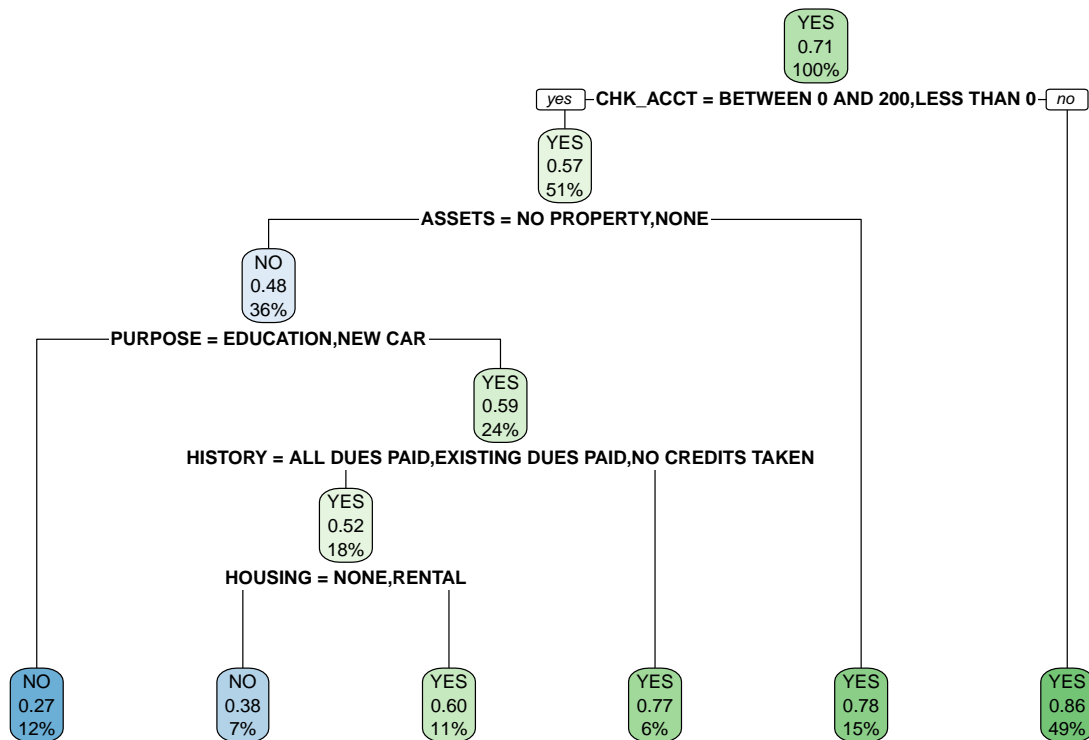 YES
0.71
100%
yes CHK_ACCT = BETWEEN 0 AND 200,LESS THAN 0 no
YES
0.57
51%
ASSETS = NO PROPERTY,NONE
NO
0.48
36%
PURPOSE = EDUCATION,NEW CAR
YES
0.59
24%
HISTORY = ALL DUES PAID,EXISTING DUES PAID,NO CREDITS TAKEN
YES
0.52
18%
HOUSING = NONE,RENTAL
NO
0.27
12%
NO
0.38
7%
YES
0.60
11%
YES
0.77
6%
YES
0.78
15%
YES
0.86
49%